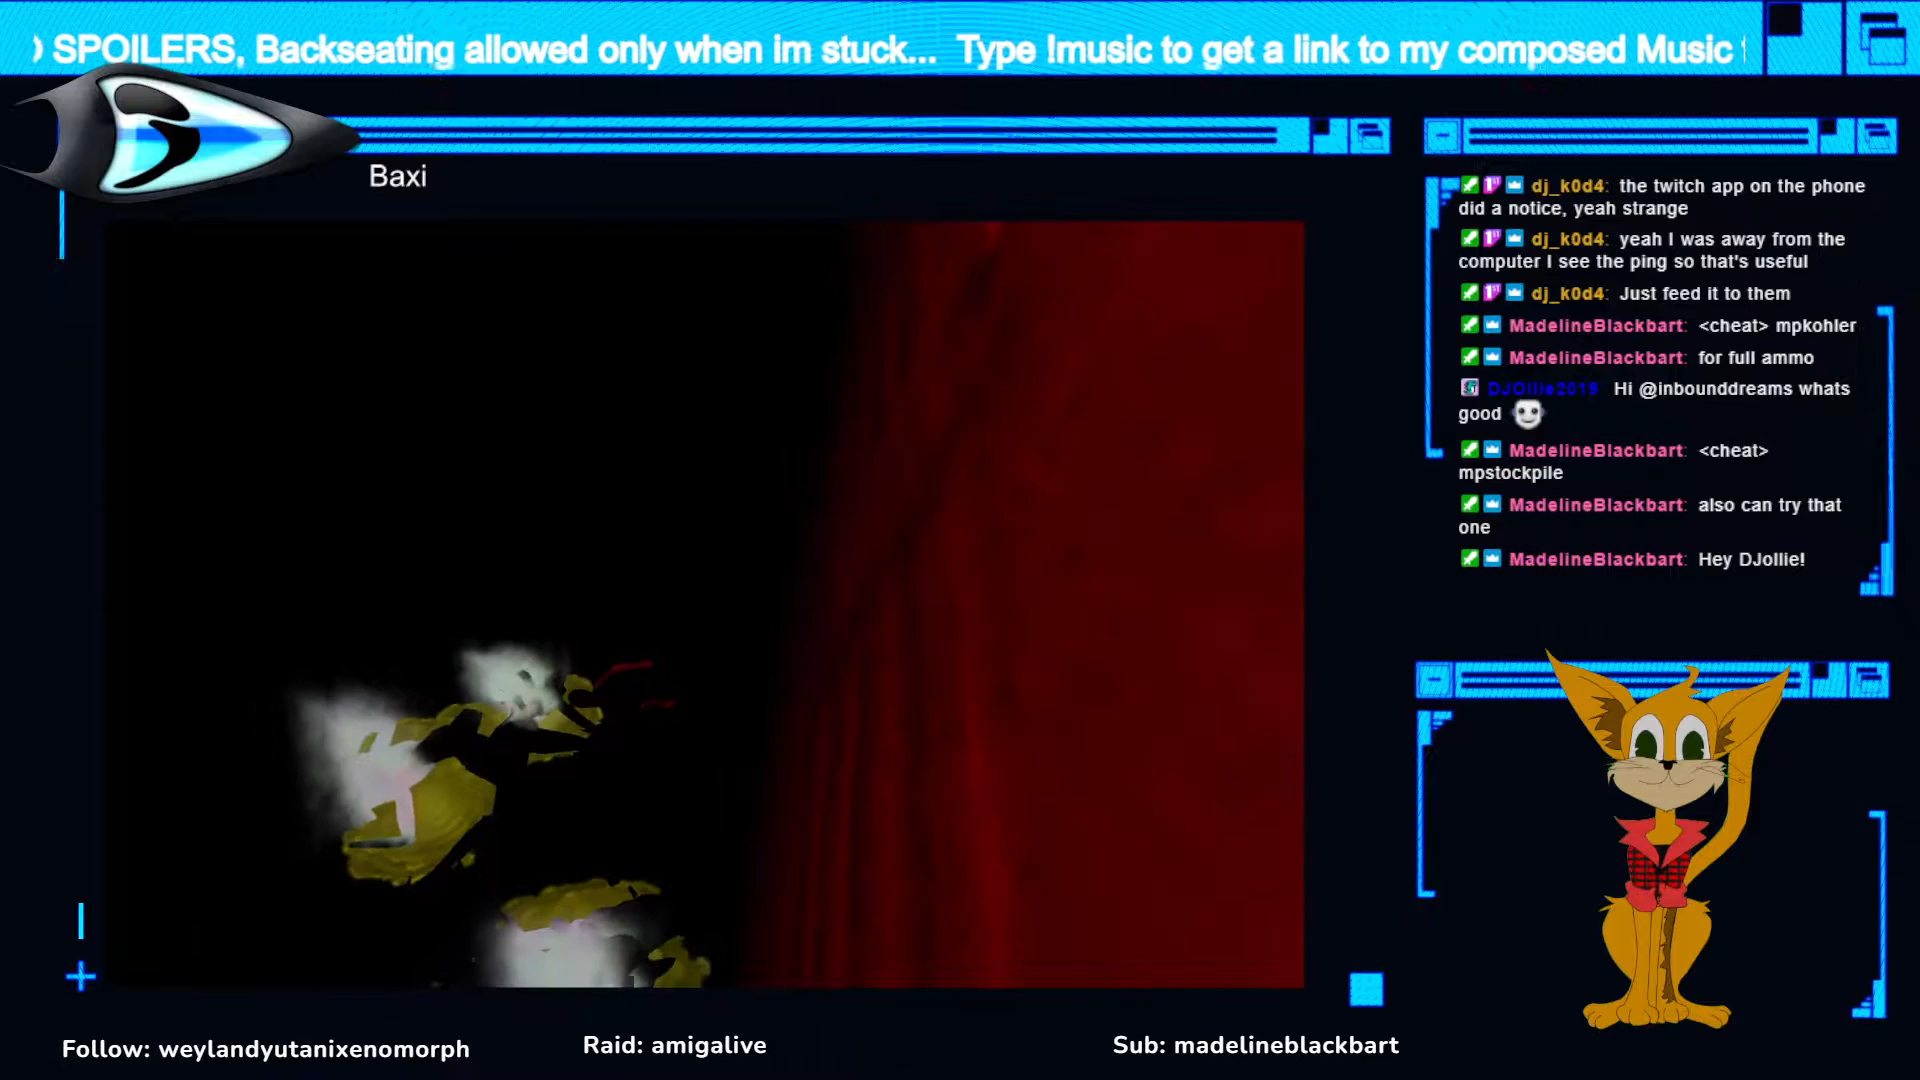 ) SPOILERS, Backseating allowed only when im stuck... Type !music to get a link to my composed Music
Baxi
dj_k0d4: the twitch app on the phone
did a notice, yeah strange
dj_k0d4: yeah I was away from the
computer I see the ping so that's useful
dj_k0d4: Just feed it to them
MadelineBlackbart: <cheat> mpkohler
MadelineBlackbart: for full ammo
DJOllie2019: Hi @inbounddreams whats
good
MadelineBlackbart: <cheat>
mpstockpile
MadelineBlackbart: also can try that
one
MadelineBlackbart: Hey DJollie!
Follow: weylandyutanixenomorph
Raid: amigalive
Sub: madelineblackbart